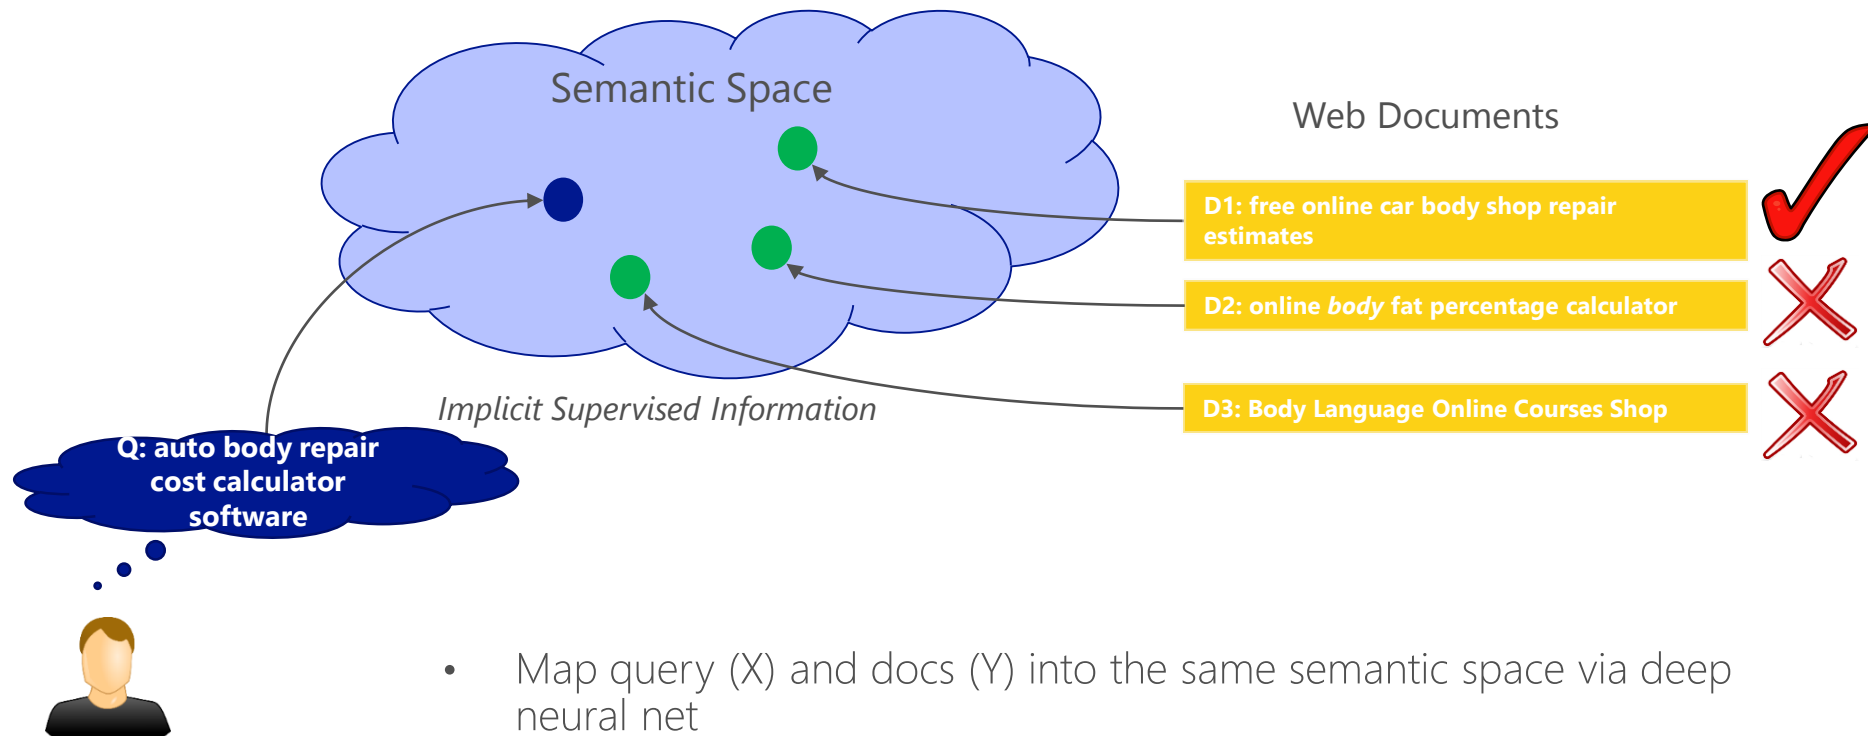 Semantic Space
Web Documents
D1: free online car body shop repair
estimates
D2: online body fat percentage calculator
D3: Body Language Online Courses Shop
Implicit Supervised Information
Q: auto body repair
cost calculator
software
• Map query (X) and docs (Y) into the same semantic space via deep
neural net